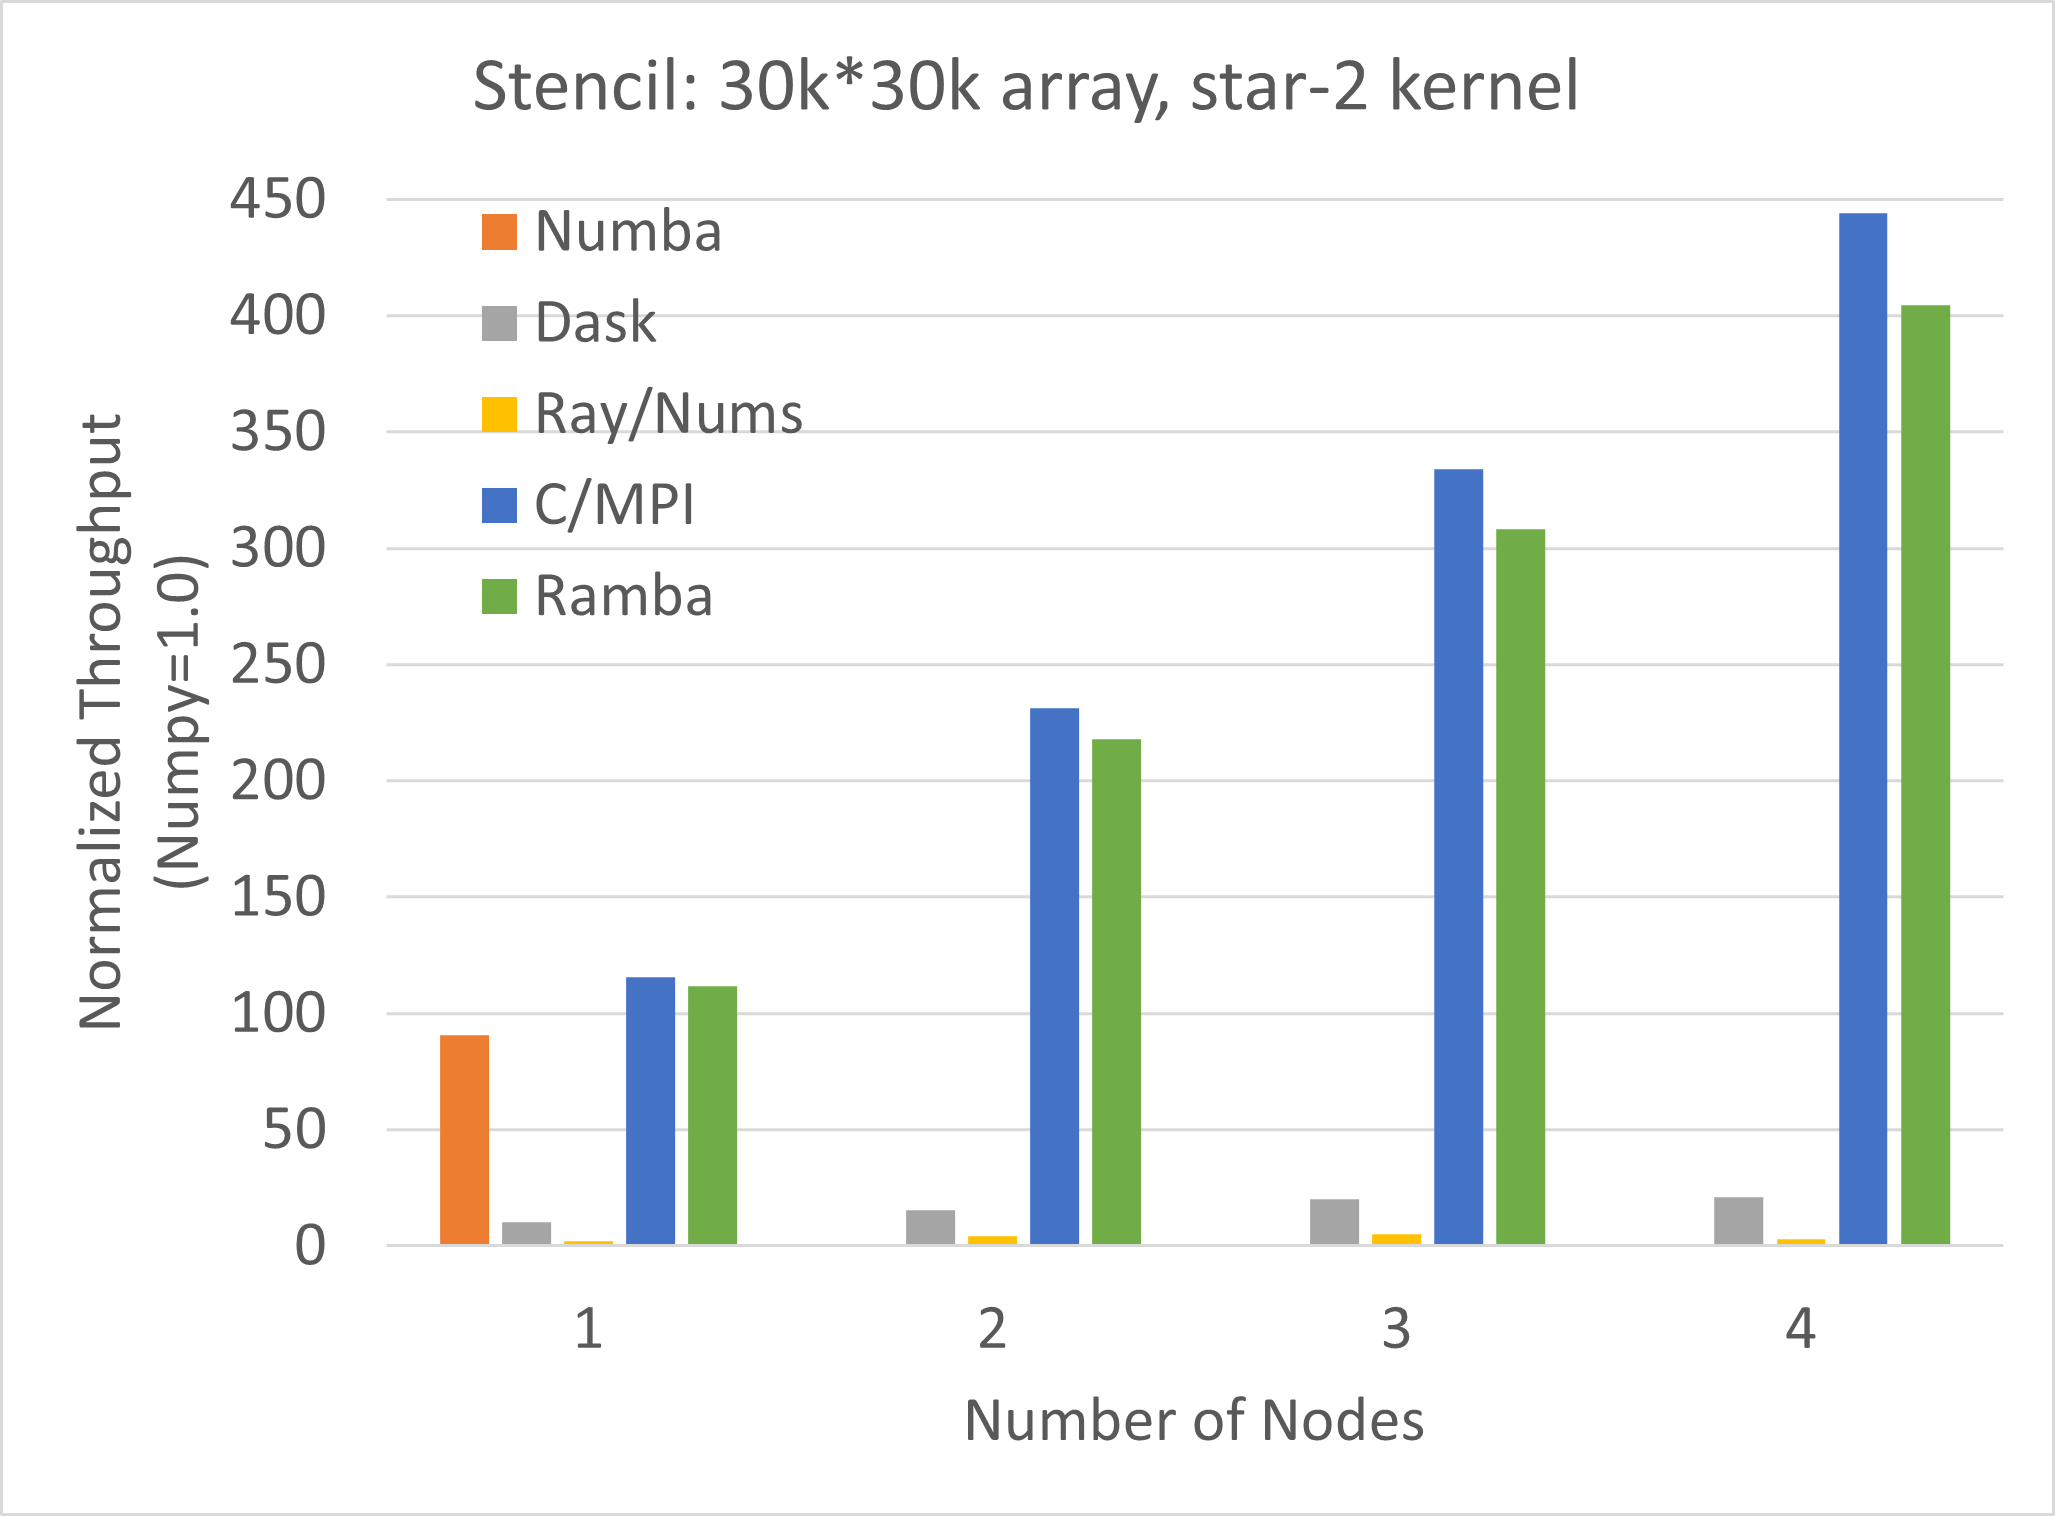 Stencil: 30k*30k array, star-2 kernel
Normalized Throughput
(Numpy=1.0)
450
400
350
300
250
200
150
100
50
0
Numba
Dask
Ray/Nums
C/MPI
Ramba
1
2
3
4
Number of Nodes